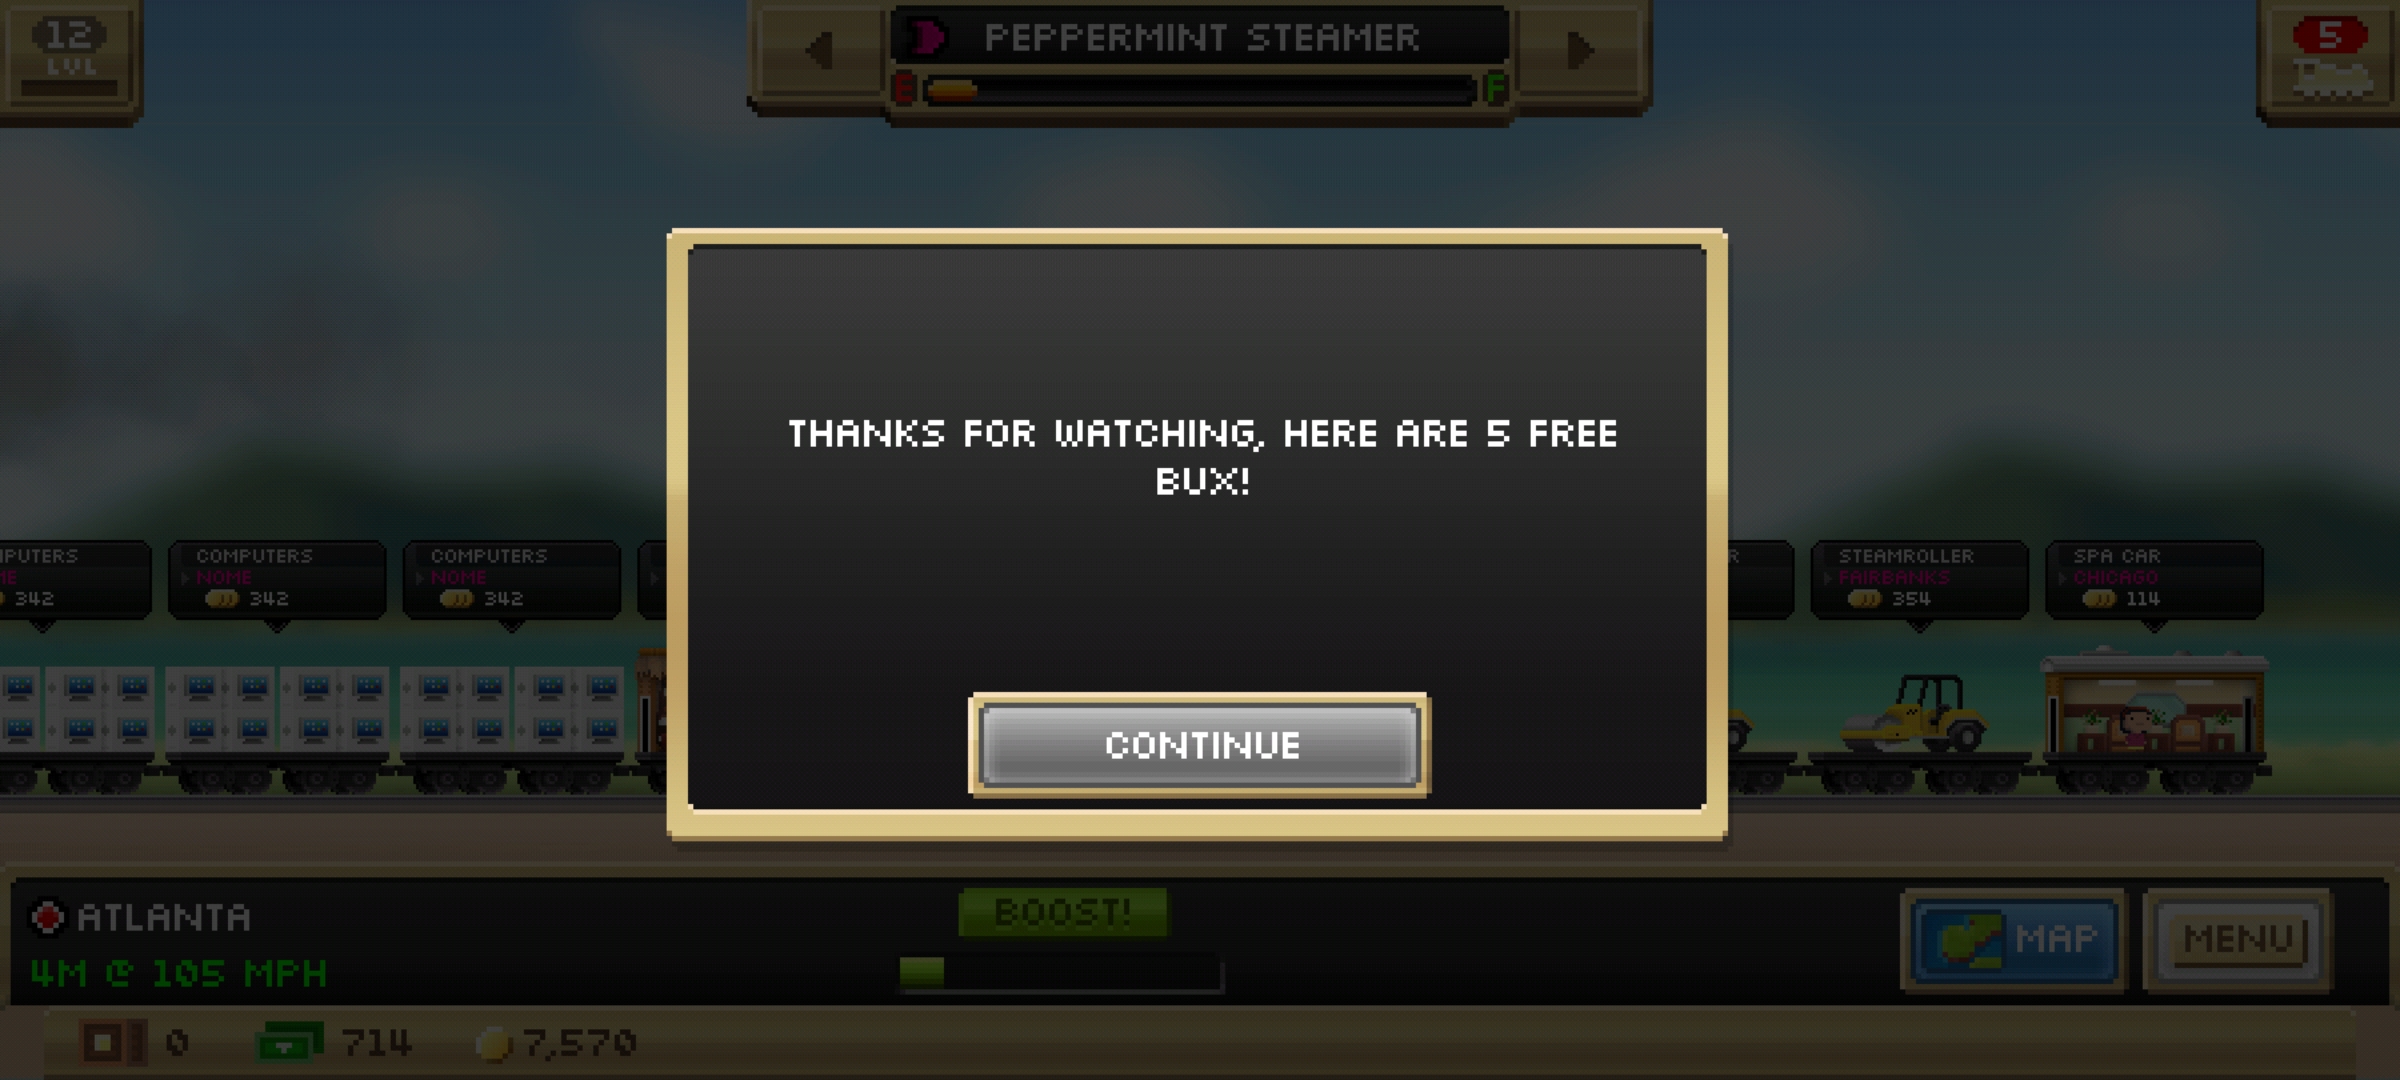 12
LVL
PEPPERMINT STEAMER
E F
5
THANKS FOR WATCHING, HERE ARE 5 FREE
BUX!
CONTINUE
342
COMPUTERS
NOME
342
COMPUTERS
NOME
342
STEAMROLLER
FAIRBANKS
354
SPA CAR
CHICAGO
114
ATLANTA
4M @ 105 MPH
BOOST!
MAP
MENU
0 714 7,570